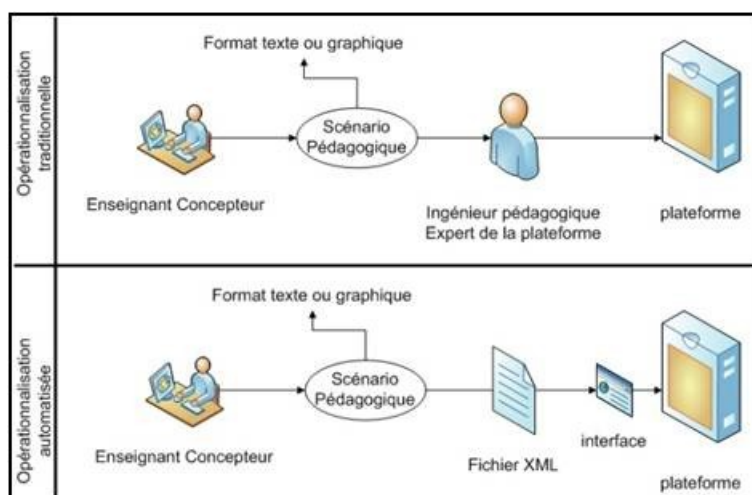 Opérationnalisation
traditionnelle
Format texte ou graphique
Scénario
Pédagogique
Enseignant Concepteur
Ingénieur pédagogique
Expert de la plateforme
plateforme
Opérationnalisation
automatisée
Format texte ou graphique
Scénario
Pédagogique
Enseignant Concepteur
Fichier XML
interface
plateforme